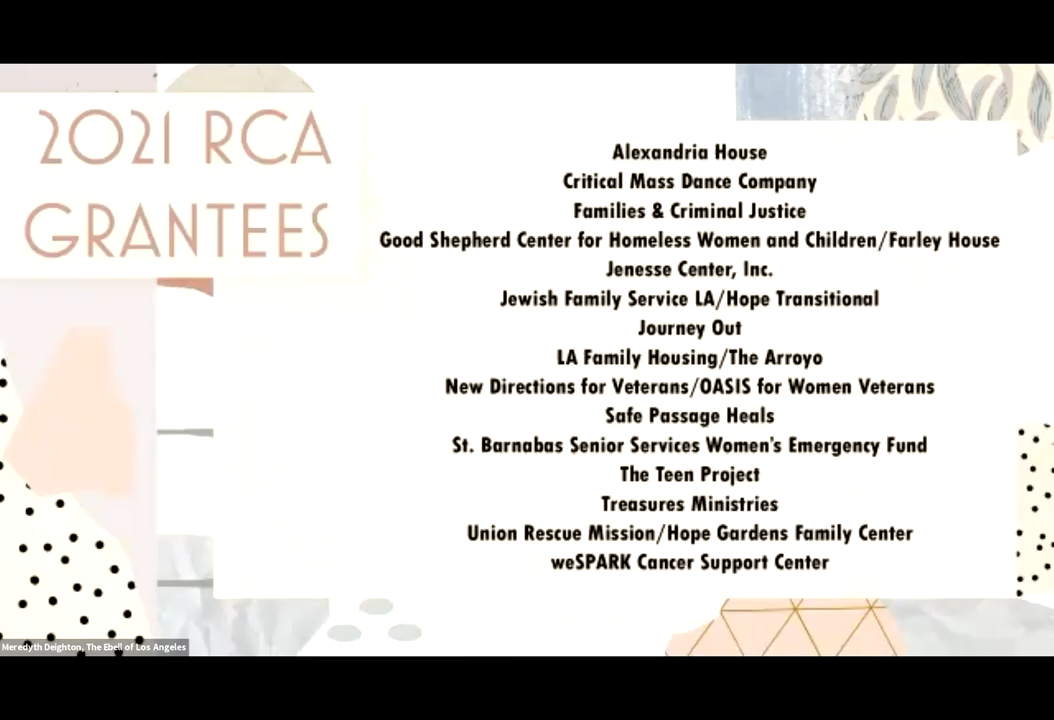 2021 RCA
GRANTEES
Alexandria House
Critical Mass Dance Company
Families & Criminal Justice
Good Shepherd Center for Homeless Women and Children/Farley House
Jenesse Center, Inc.
Jewish Family Service LA/Hope Transitional
Journey Out
LA Family Housing/The Arroyo
New Directions for Veterans/OASIS for Women Veterans
Safe Passage Heals
St. Barnabas Senior Services Women's Emergency Fund
The Teen Project
Treasures Ministries
Union Rescue Mission/Hope Gardens Family Center
weSPARK Cancer Support Center
Meredyth Deighton, The Ebell of Los Angeles